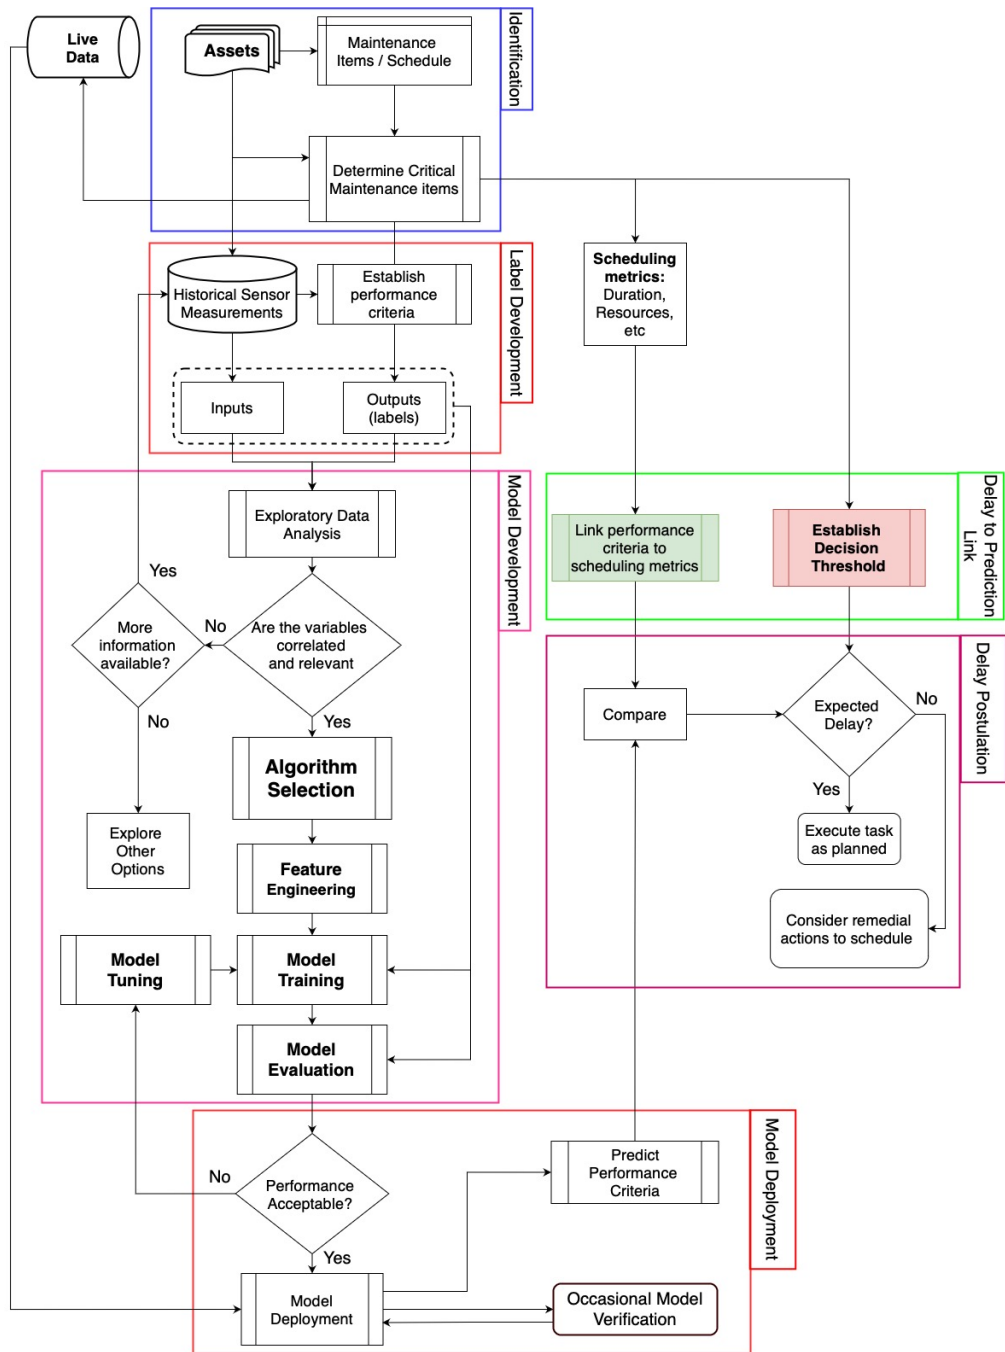 Live
Data
Assets
Maintenance
Items / Schedule
Identification
Determine Critical
Maintenance items
Label Development
Historical Sensor
Measurements
Establish
performance
criteria
Scheduling
metrics:
Duration,
Resources,
etc
Inputs
Outputs
(labels)
Model Development
Exploratory Data
Analysis
Delay to Prediction
Link
Link performance
criteria to
scheduling metrics
Establish
Decision
Threshold
Yes
More
information
available?
No
Are the variables
correlated
and relevant
No
Yes
Delay Postulation
Compare
Expected
Delay?
No
Yes
Execute task
as planned
Consider remedial
actions to schedule
Algorithm
Selection
Explore
Other
Options
Feature
Engineering
Model
Tuning
Model
Training
Model
Evaluation
Model Deployment
No
Performance
Acceptable?
Yes
Predict
Performance
Criteria
Model
Deployment
Occasional Model
Verification